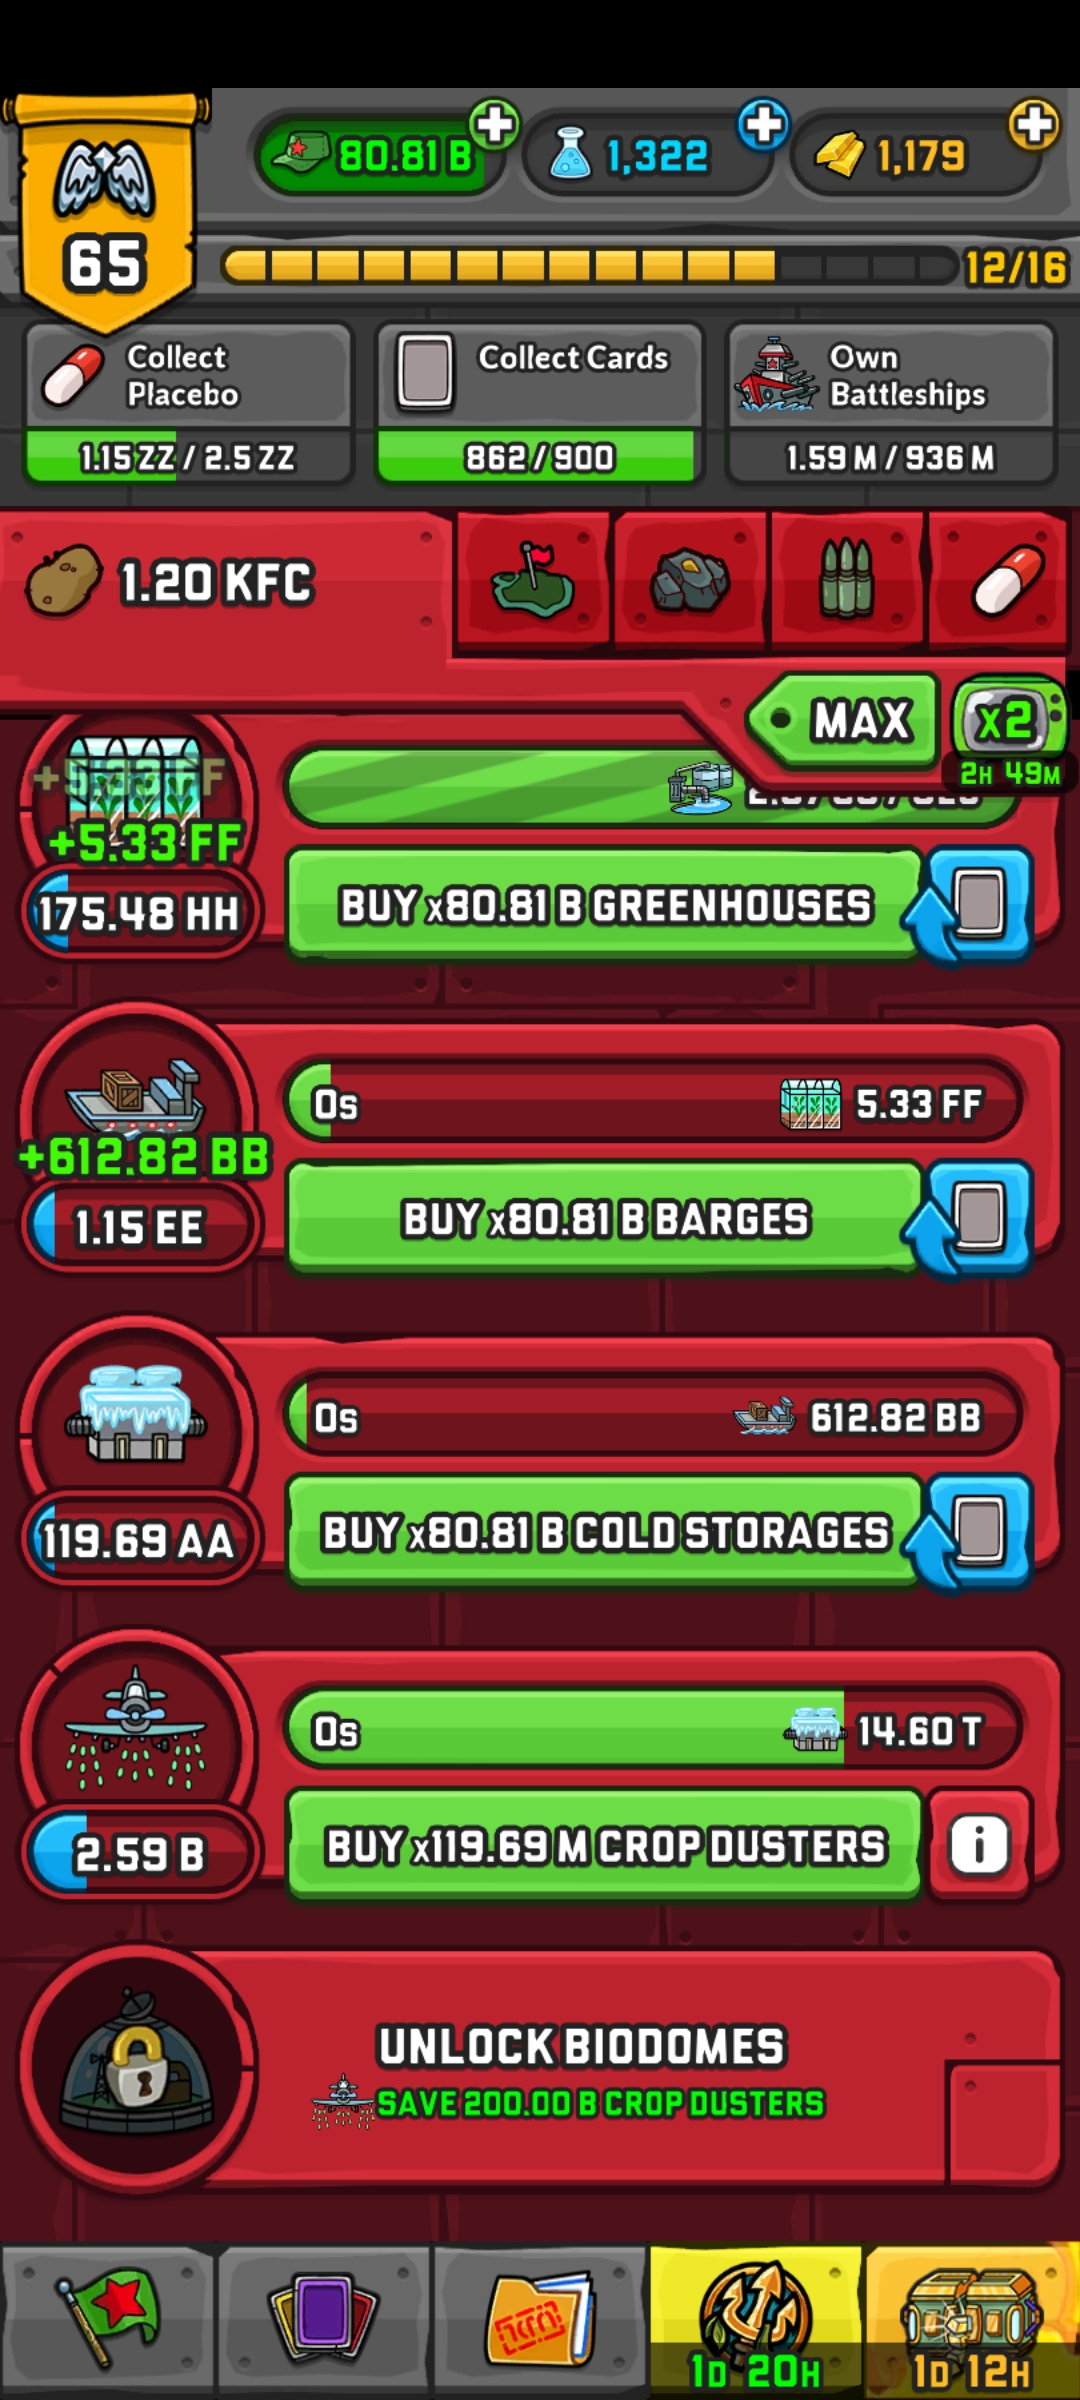 80.81 B
1,322
1,179
65
12/16
Collect
Placebo
1.15 ZZ / 2.5 ZZ
Collect Cards
862/900
Own
Battleships
1.59 M / 936 M
1.20 KFC
MAX
x2
2H 49M
+5.33 FF
175.48 HH
BUY x80.81 B GREENHOUSES
0s
5.33 FF
+612.82 BB
1.15 EE
BUY x80.81 B BARGES
0s
612.82 BB
119.69 AA
BUY x80.81 B COLD STORAGES
0s
14.60 T
2.59 B
BUY x119.69 M CROP DUSTERS
i
UNLOCK BIODOMES
SAVE 200.00 B CROP DUSTERS
1D 20H
1D 12H